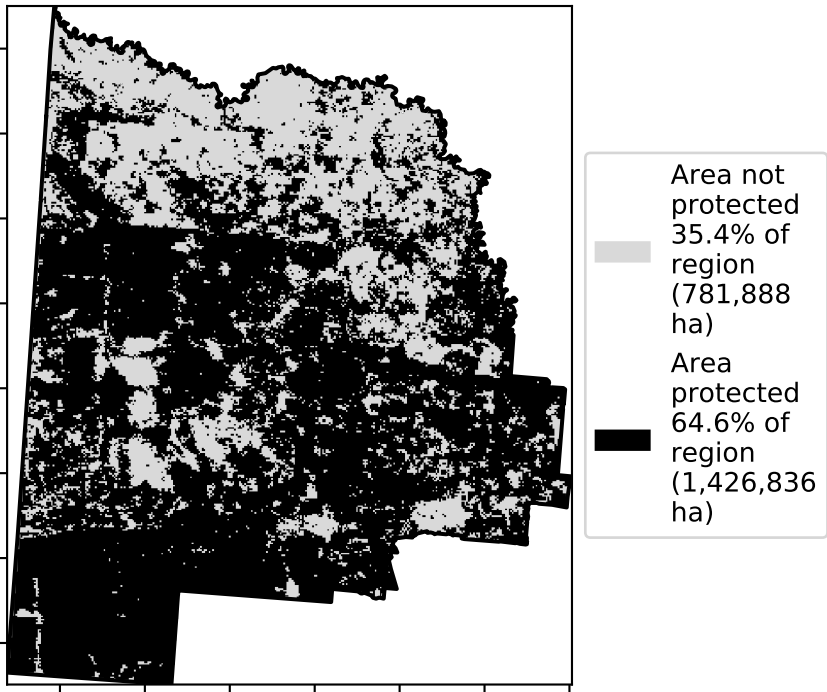 Area not
protected
35.4% of
region
(781,888
ha)
Area
protected
64.6% of
region
(1,426,836
ha)